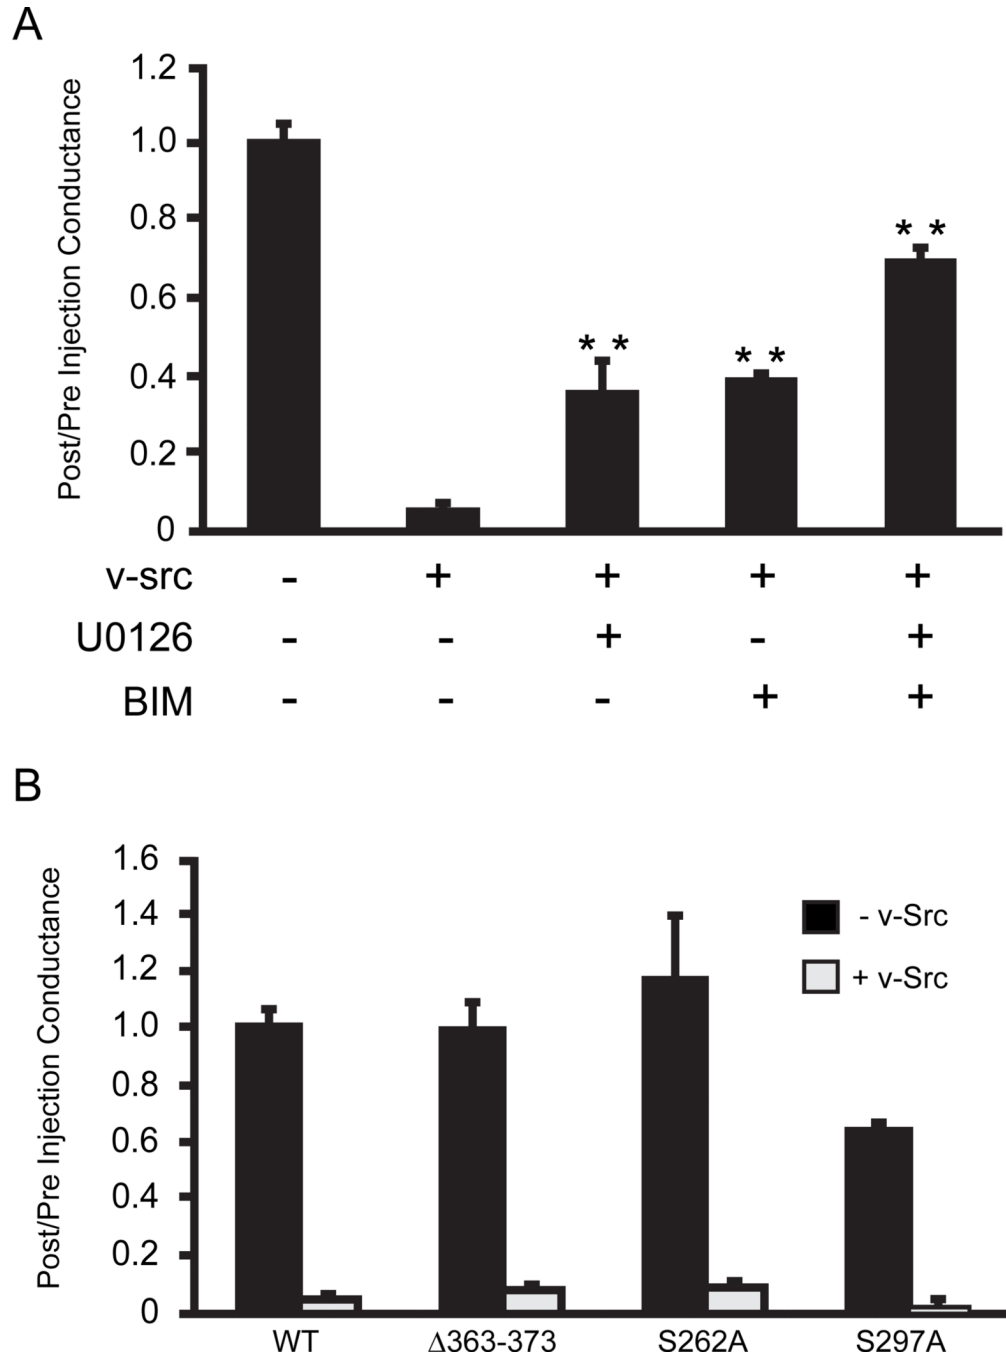 A
Post/Pre Injection Conductance
1.2
1.0
0.8
0.6
0.4
0.2
0
* *
* *
* *
v-src - + + + +
U0126 - - + - +
BIM - - - + +
B
Post/Pre Injection Conductance
1.6
1.4
1.2
1.0
0.8
0.6
0.4
0.2
0
- v-Src
+ v-Src
WT Δ363-373 S262A S297A